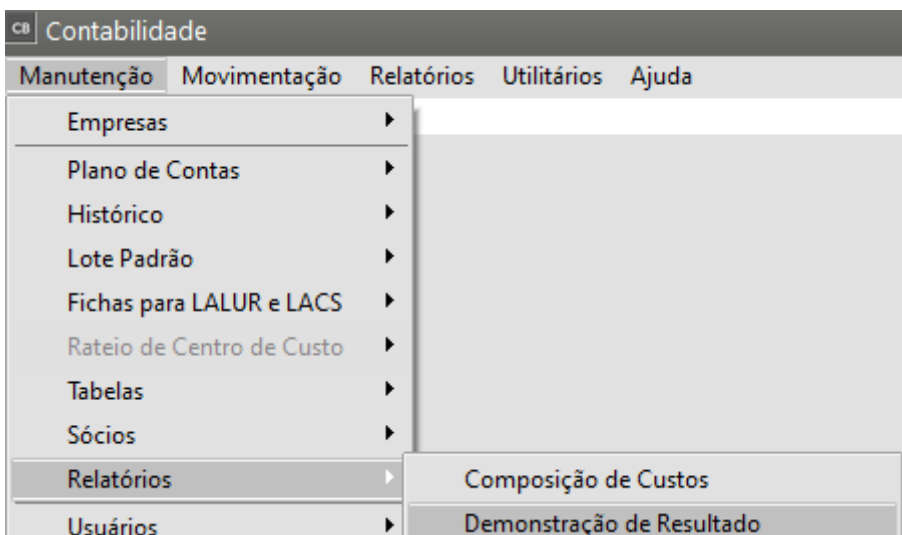 CB Contabilidade
Manutenção Movimentação Relatórios Utilitários Ajuda
Empresas
Plano de Contas
Histórico
Lote Padrão
Fichas para LALUR e LACS
Rateio de Centro de Custo
Tabelas
Sócios
Relatórios Composição de Custos
Usuários Demonstração de Resultado